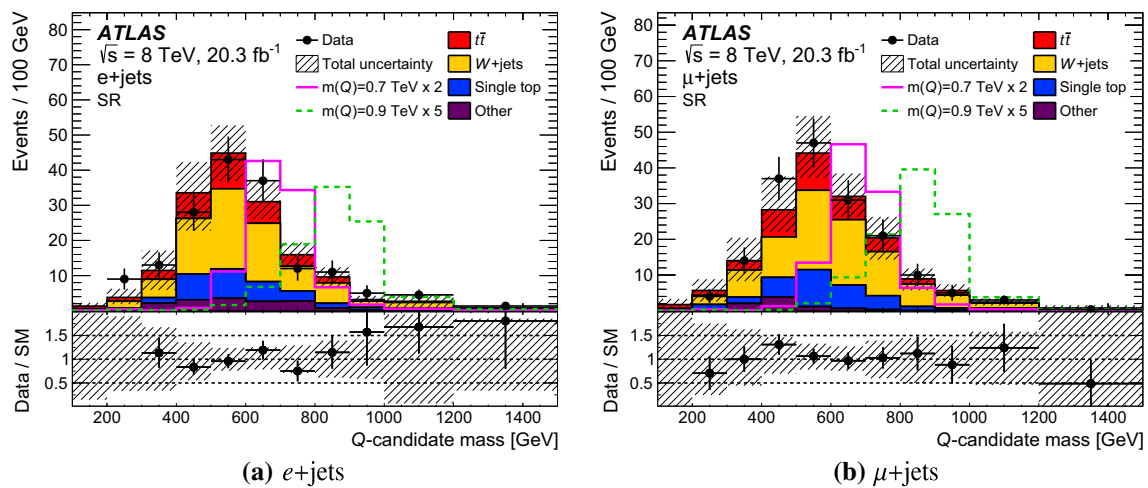 ATLAS
√s = 8 TeV, 20.3 fb⁻¹
e+jets
SR
Data
Total uncertainty
m(Q)=0.7 TeV x 2
m(Q)=0.9 TeV x 5
tt̄
W+jets
Single top
Other
Events / 100 GeV
80
70
60
50
40
30
20
10
Data / SM
1.5
1
0.5
200 400 600 800 1000 1200 1400
Q-candidate mass [GeV]
(a) e+jets
ATLAS
√s = 8 TeV, 20.3 fb⁻¹
μ+jets
SR
Data
Total uncertainty
m(Q)=0.7 TeV x 2
m(Q)=0.9 TeV x 5
tt̄
W+jets
Single top
Other
Events / 100 GeV
80
70
60
50
40
30
20
10
Data / SM
1.5
1
0.5
200 400 600 800 1000 1200 1400
Q-candidate mass [GeV]
(b) μ+jets